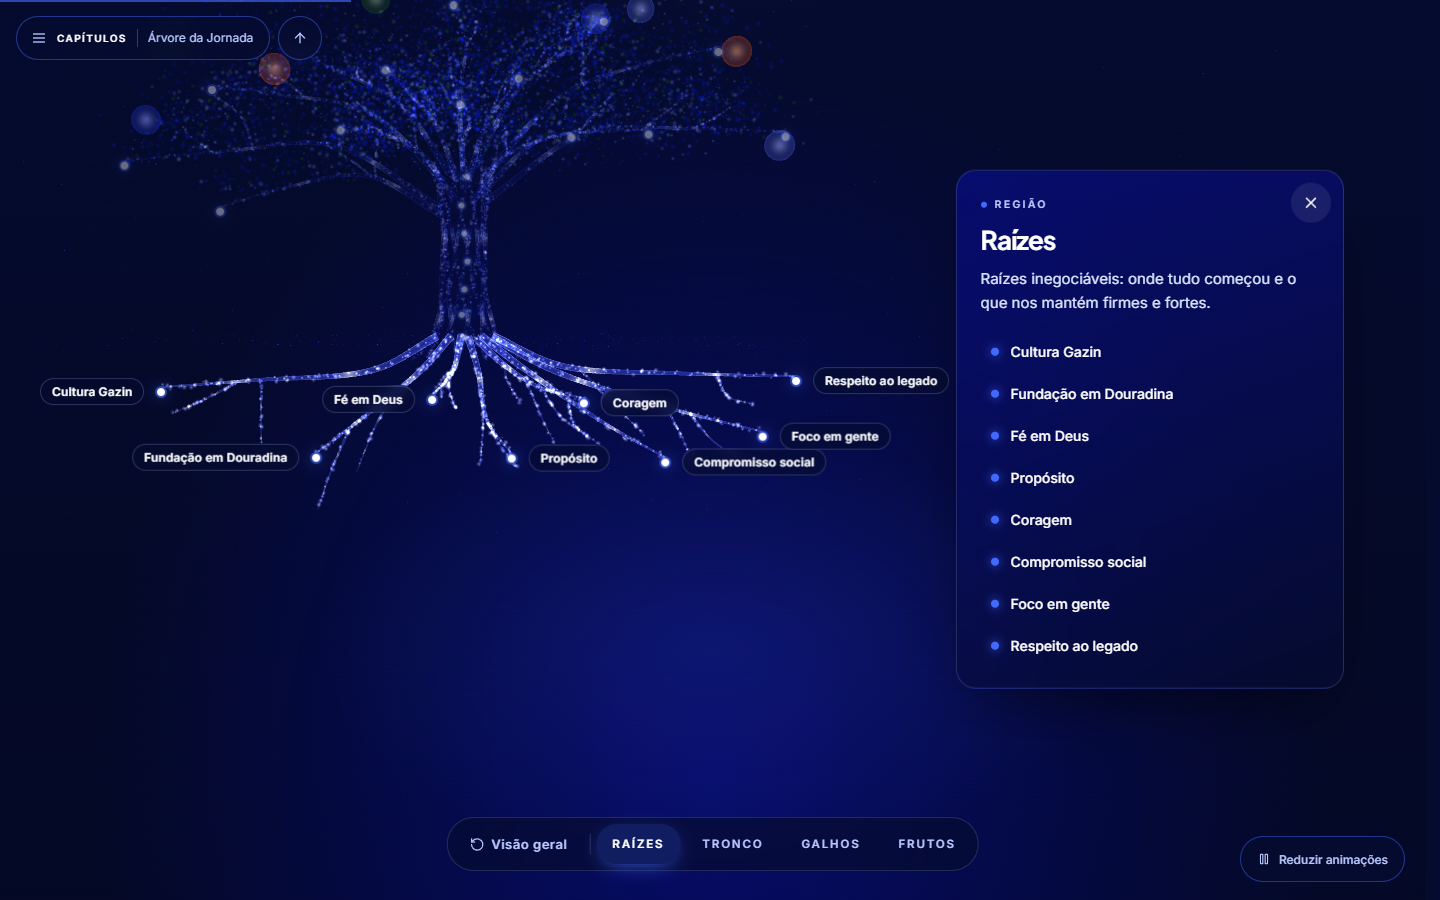 CAPÍTULOS
Árvore da Jornada
REGIÃO
Raízes
Raízes inegociáveis: onde tudo começou e o
que nos mantém firmes e fortes.
Cultura Gazin
Fundação em Douradina
Fé em Deus
Propósito
Coragem
Compromisso social
Foco em gente
Respeito ao legado
Cultura Gazin
Fé em Deus
Coragem
Respeito ao legado
Fundação em Douradina
Propósito
Foco em gente
Compromisso social
Visão geral
RAÍZES
TRONCO
GALHOS
FRUTOS
Reduzir animações